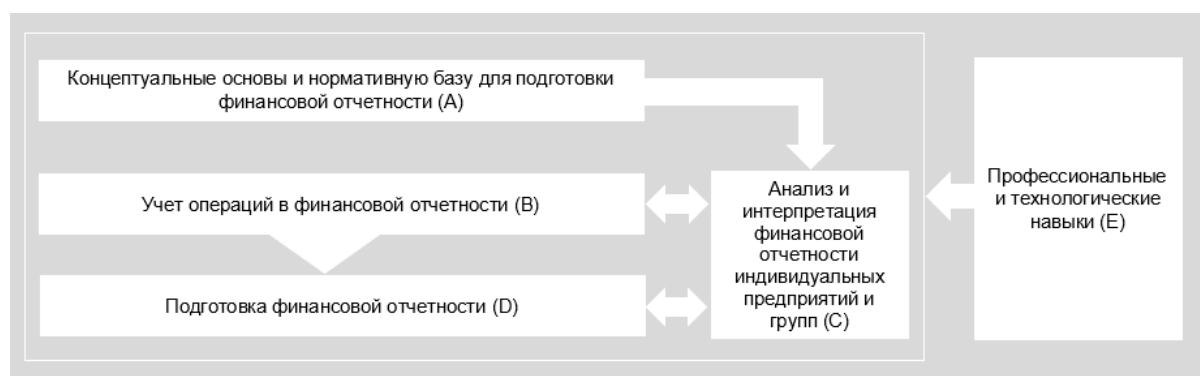 Концептуальные основы и нормативную базу для подготовки
финансовой отчетности (A)
Учет операций в финансовой отчетности (B)
Подготовка финансовой отчетности (D)
Анализ и
интерпретация
финансовой
отчетности
индивидуальных
предприятий и
групп (C)
Профессиональные
и технологические
навыки (E)